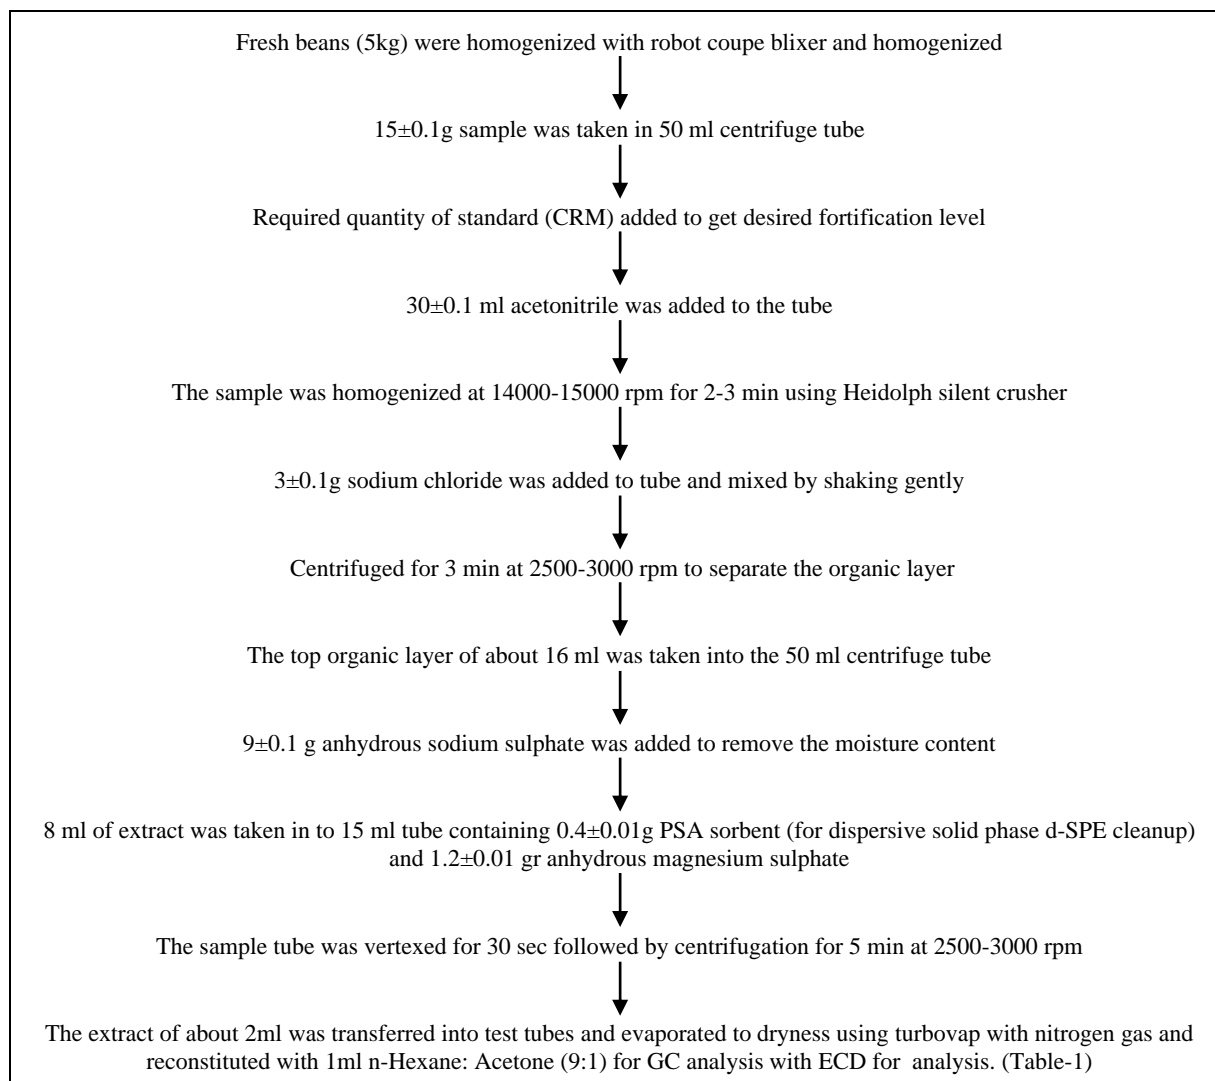 Fresh beans (5kg) were homogenized with robot coupe blixer and homogenized
15±0.1g sample was taken in 50 ml centrifuge tube
Required quantity of standard (CRM) added to get desired fortification level
30±0.1 ml acetonitrile was added to the tube
The sample was homogenized at 14000-15000 rpm for 2-3 min using Heidolph silent crusher
3±0.1g sodium chloride was added to tube and mixed by shaking gently
Centrifuged for 3 min at 2500-3000 rpm to separate the organic layer
The top organic layer of about 16 ml was taken into the 50 ml centrifuge tube
9±0.1 g anhydrous sodium sulphate was added to remove the moisture content
8 ml of extract was taken in to 15 ml tube containing 0.4±0.01g PSA sorbent (for dispersive solid phase d-SPE cleanup)
and 1.2±0.01 gr anhydrous magnesium sulphate
The sample tube was vertexed for 30 sec followed by centrifugation for 5 min at 2500-3000 rpm
The extract of about 2ml was transferred into test tubes and evaporated to dryness using turbovap with nitrogen gas and
reconstituted with 1ml n-Hexane: Acetone (9:1) for GC analysis with ECD for analysis. (Table-1)